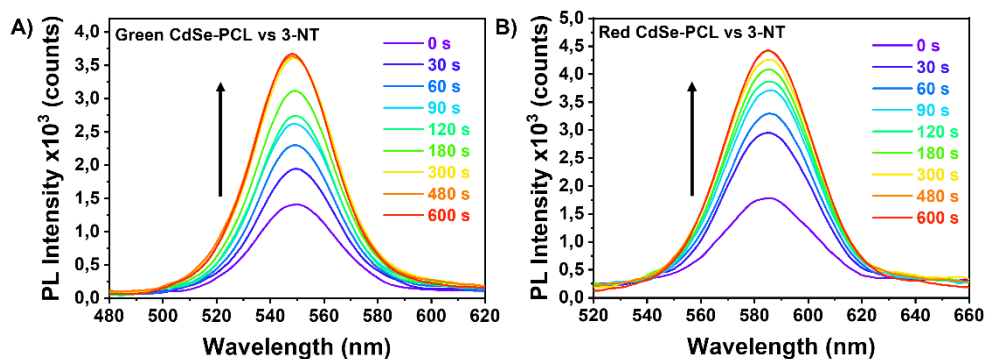 A)
Green CdSe-PCL vs 3-NT
0 s
30 s
60 s
90 s
120 s
180 s
300 s
480 s
600 s
4,0
3,5
3,0
2,5
2,0
1,5
1,0
0,5
0,0
PL Intensity x10³ (counts)
480 500 520 540 560 580 600 620
Wavelength (nm)
B)
Red CdSe-PCL vs 3-NT
0 s
30 s
60 s
90 s
120 s
180 s
300 s
480 s
600 s
5,0
4,5
4,0
3,5
3,0
2,5
2,0
1,5
1,0
0,5
0,0
PL Intensity x10³ (counts)
520 540 560 580 600 620 640 660
Wavelength (nm)